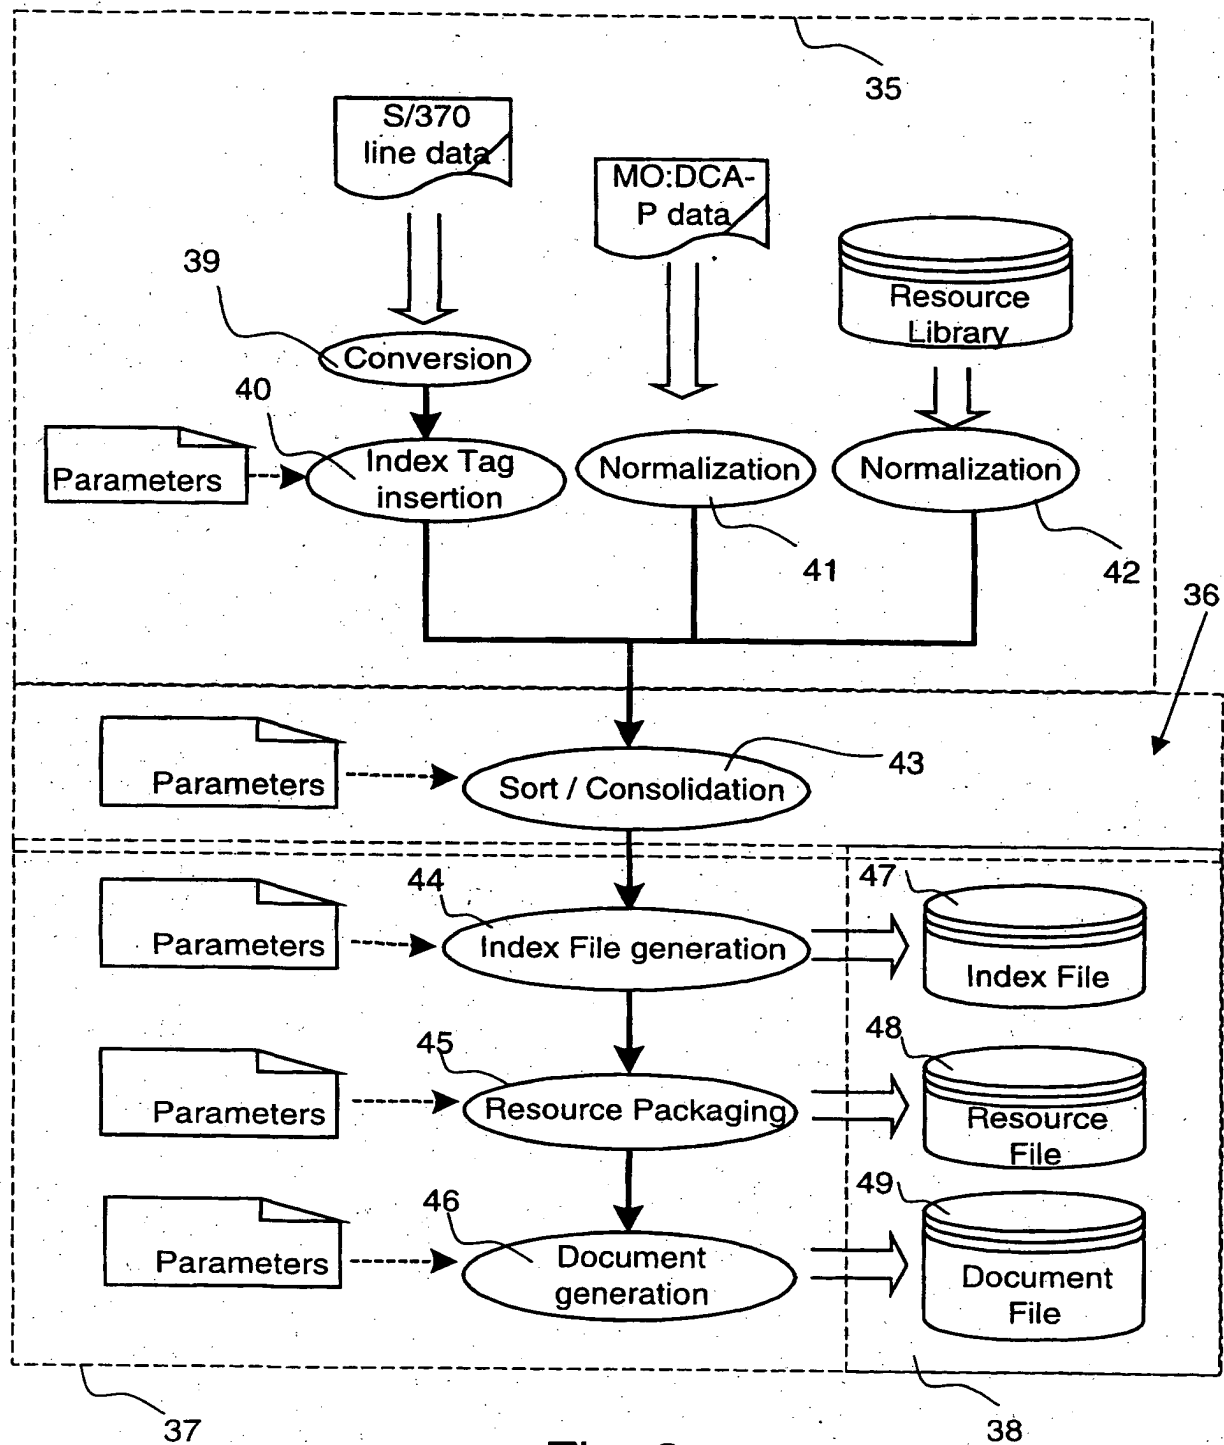 35
S/370
line data
MO:DCA-
P data
Resource
Library
39
Conversion
40
Parameters
Index Tag
insertion
Normalization
Normalization
41
42
36
Parameters
Sort / Consolidation
43
44
47
Parameters
Index File generation
Index File
45
48
Parameters
Resource Packaging
Resource
File
46
49
Parameters
Document
generation
Document
File
37
38